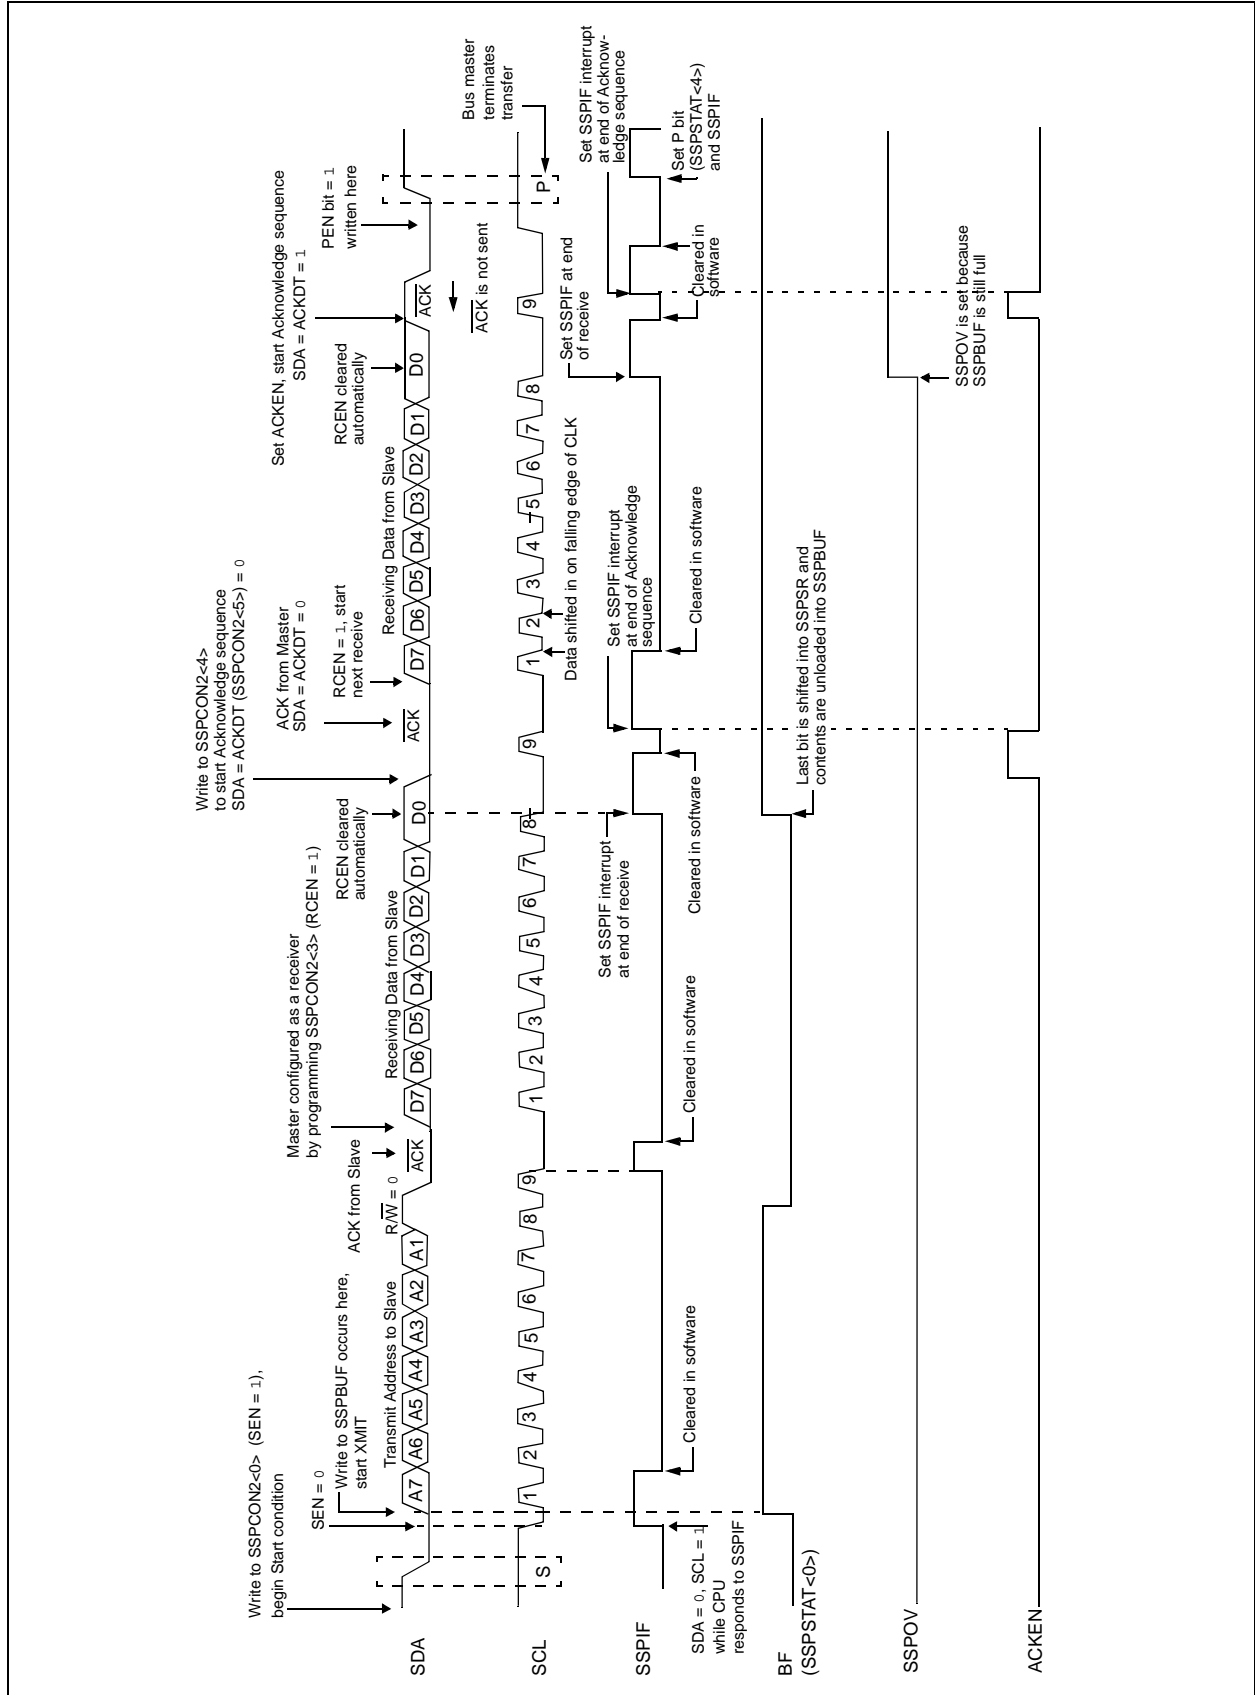 Write to SSPCON2<0> (SEN = 1),
begin Start condition
SEN = 0
Write to SSPBUF occurs here,
start XMIT
Transmit Address to Slave
R/W = 0
ACK from Slave
Master configured as a receiver
by programming SSPCON2<3> (RCEN = 1)
Receiving Data from Slave
RCEN cleared
automatically
Write to SSPCON2<4>
to start Acknowledge sequence
SDA = ACKDT (SSPCON2<5>) = 0
ACK from Master
SDA = ACKDT = 0
RCEN = 1, start
next receive
Receiving Data from Slave
RCEN cleared
automatically
Set ACKEN, start Acknowledge sequence
SDA = ACKDT = 1
PEN bit = 1
written here
SDA
A7 A6 A5 A4 A3 A2 A1 ACK D7 D6 D5 D4 D3 D2 D1 D0 ACK D7 D6 D5 D4 D3 D2 D1 D0 ACK
ACK is not sent
Bus master
terminates
transfer
SCL
S 1 2 3 4 5 6 7 8 9 1 2 3 4 5 6 7 8 9 1 2 3 4 5 6 7 8 9 P
Data shifted in on falling edge of CLK
Set SSPIF interrupt
at end of receive
Set SSPIF interrupt
at end of Acknowledge
sequence
Set SSPIF at end
of receive
Set SSPIF interrupt
at end of Acknow-
ledge sequence
SSPIF
SDA = 0, SCL = 1
while CPU
responds to SSPIF
Cleared in software
Cleared in software
Cleared in software
Cleared in software
Cleared in
software
Set P bit
(SSPSTAT<4>)
and SSPIF
BF
(SSPSTAT<0>)
Last bit is shifted into SSPSR and
contents are unloaded into SSPBUF
SSPOV
SSPOV is set because
SSPBUF is still full
ACKEN